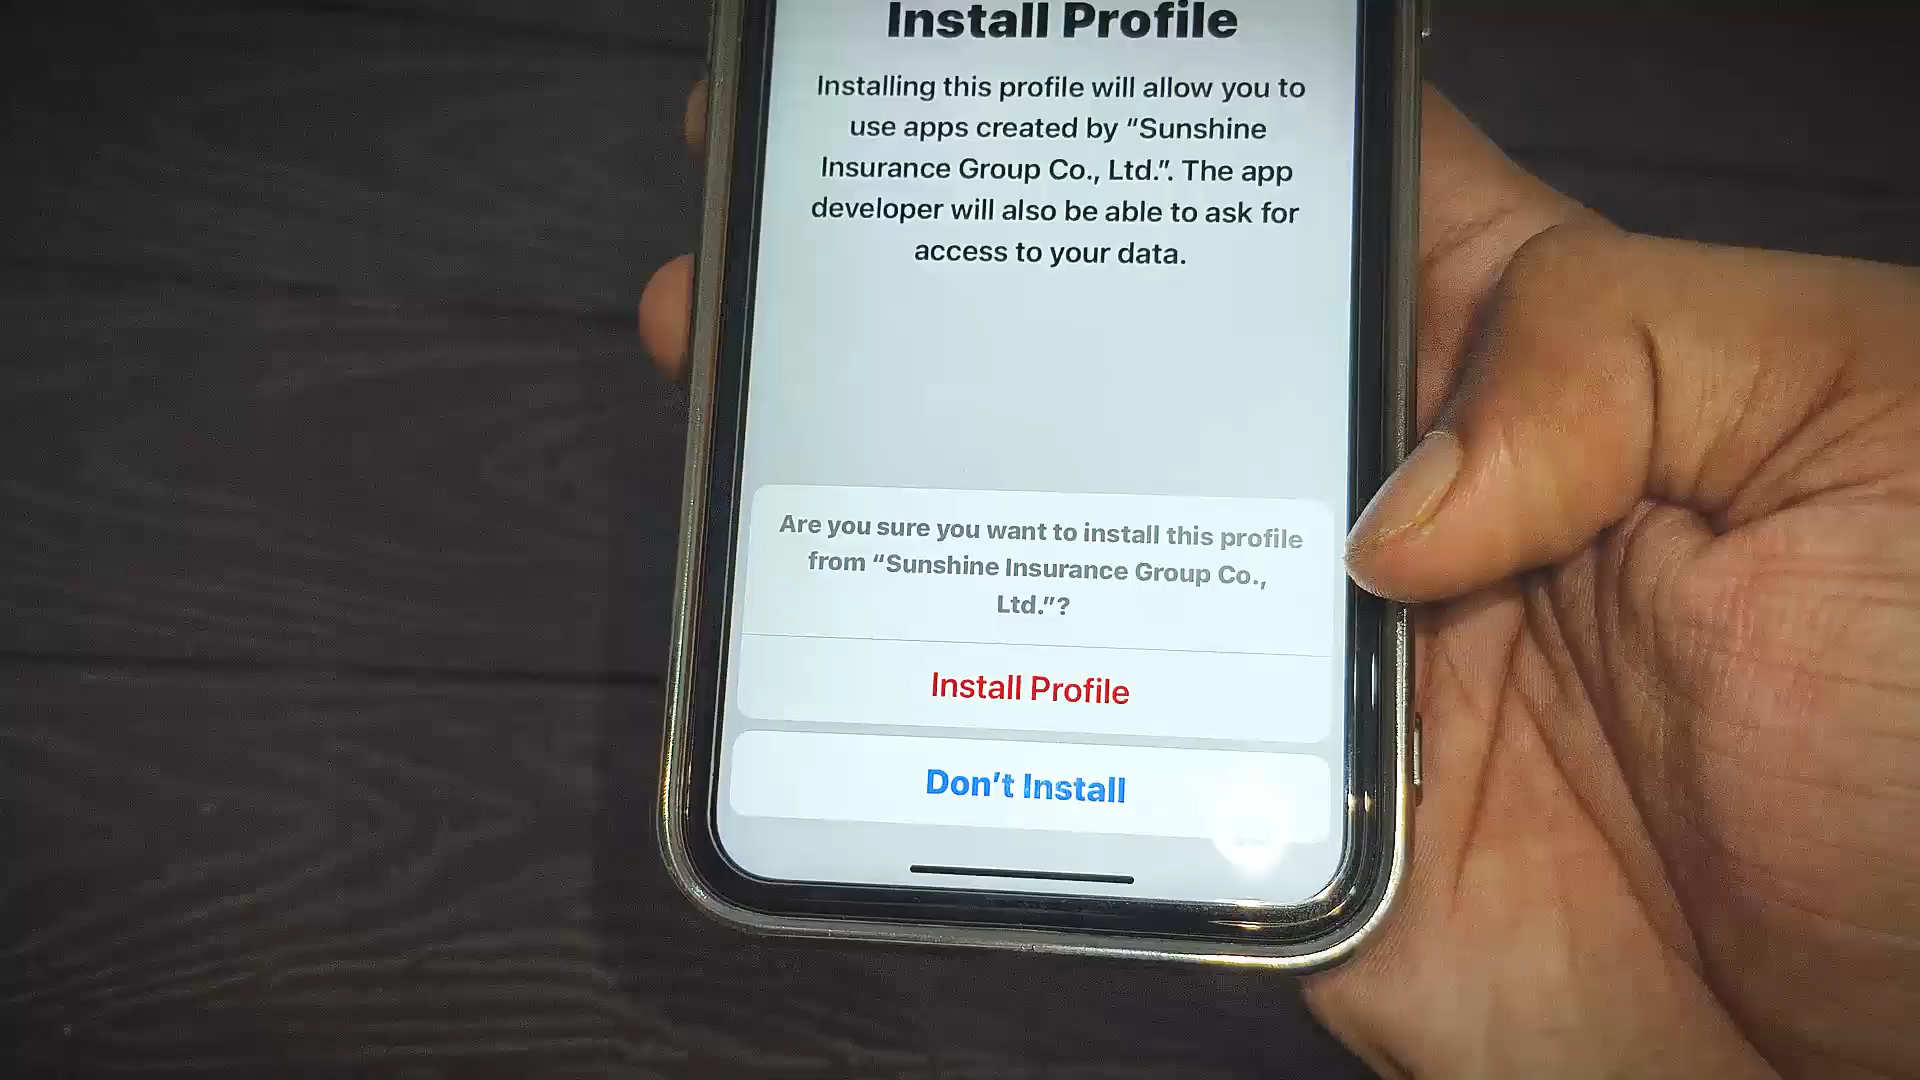 Install Profile
Installing this profile will allow you to
use apps created by “Sunshine
Insurance Group Co., Ltd.”. The app
developer will also be able to ask for
access to your data.
Are you sure you want to install this profile
from “Sunshine Insurance Group Co.,
Ltd.”?
Install Profile
Don’t Install